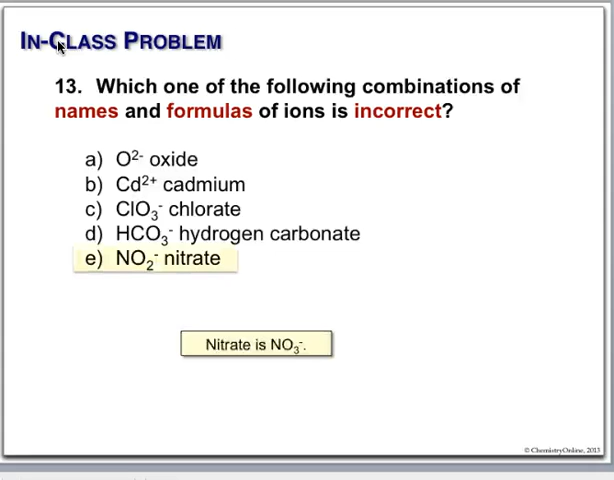 IN-CLASS PROBLEM
13. Which one of the following combinations of
names and formulas of ions is incorrect?
a) O²⁻ oxide
b) Cd²⁺ cadmium
c) ClO₃⁻ chlorate
d) HCO₃⁻ hydrogen carbonate
e) NO₂⁻ nitrate
Nitrate is NO₃⁻.
© ChemistryOnline, 2013